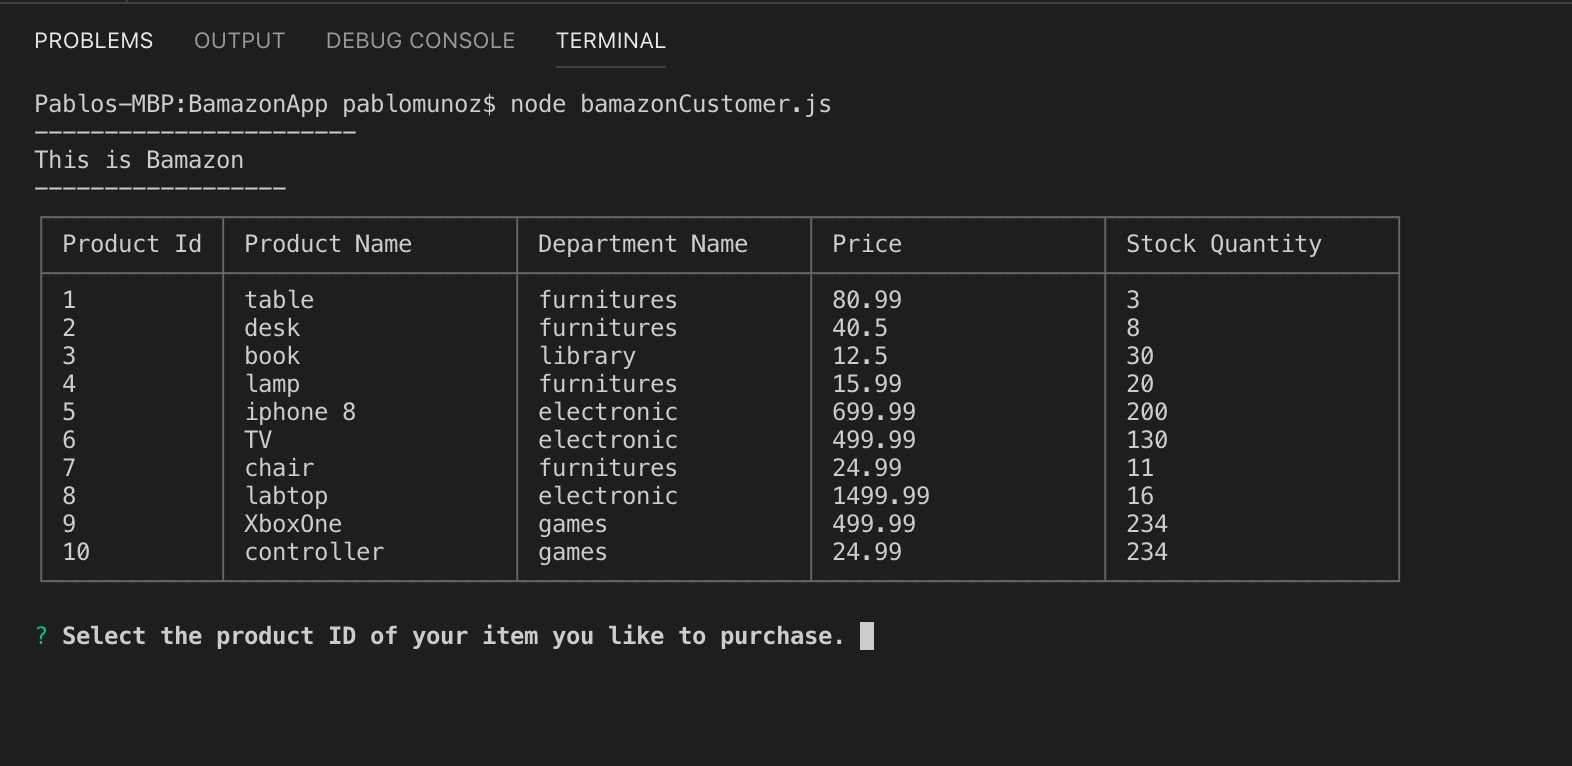 PROBLEMS OUTPUT DEBUG CONSOLE TERMINAL
Pablos-MBP:BamazonApp pablomunoz$ node bamazonCustomer.js
-----------------------
This is Bamazon
------------------
Product Id Product Name Department Name Price Stock Quantity
1 table furnitures 80.99 3
2 desk furnitures 40.5 8
3 book library 12.5 30
4 lamp furnitures 15.99 20
5 iphone 8 electronic 699.99 200
6 TV electronic 499.99 130
7 chair furnitures 24.99 11
8 labtop electronic 1499.99 16
9 XboxOne games 499.99 234
10 controller games 24.99 234
? Select the product ID of your item you like to purchase.